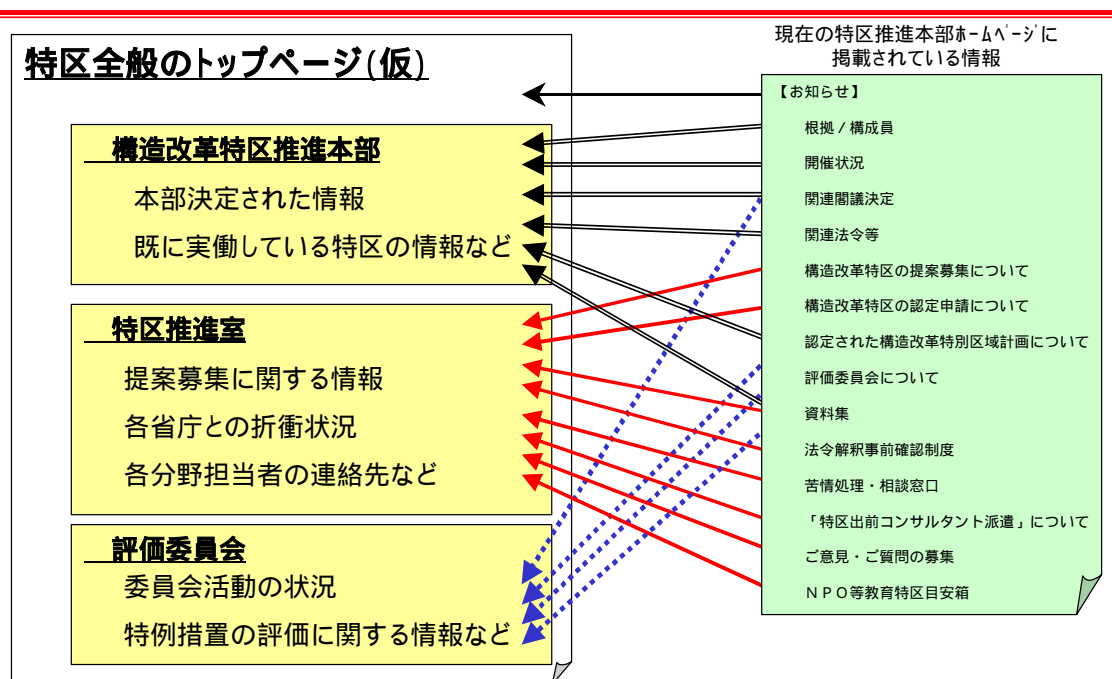 特区全般のトップページ(仮)
構造改革特区推進本部
本部決定された情報
既に実働している特区の情報など
特区推進室
提案募集に関する情報
各省庁との折衝状況
各分野担当者の連絡先など
評価委員会
委員会活動の状況
特例措置の評価に関する情報など
現在の特区推進本部ﾎｰﾑﾍﾟｰｼﾞに
掲載されている情報
【お知らせ】
根拠／構成員
開催状況
関連閣議決定
関連法令等
構造改革特区の提案募集について
構造改革特区の認定申請について
認定された構造改革特別区域計画について
評価委員会について
資料集
法令解釈事前確認制度
苦情処理・相談窓口
「特区出前コンサルタント派遣」について
ご意見・ご質問の募集
ＮＰＯ等教育特区目安箱